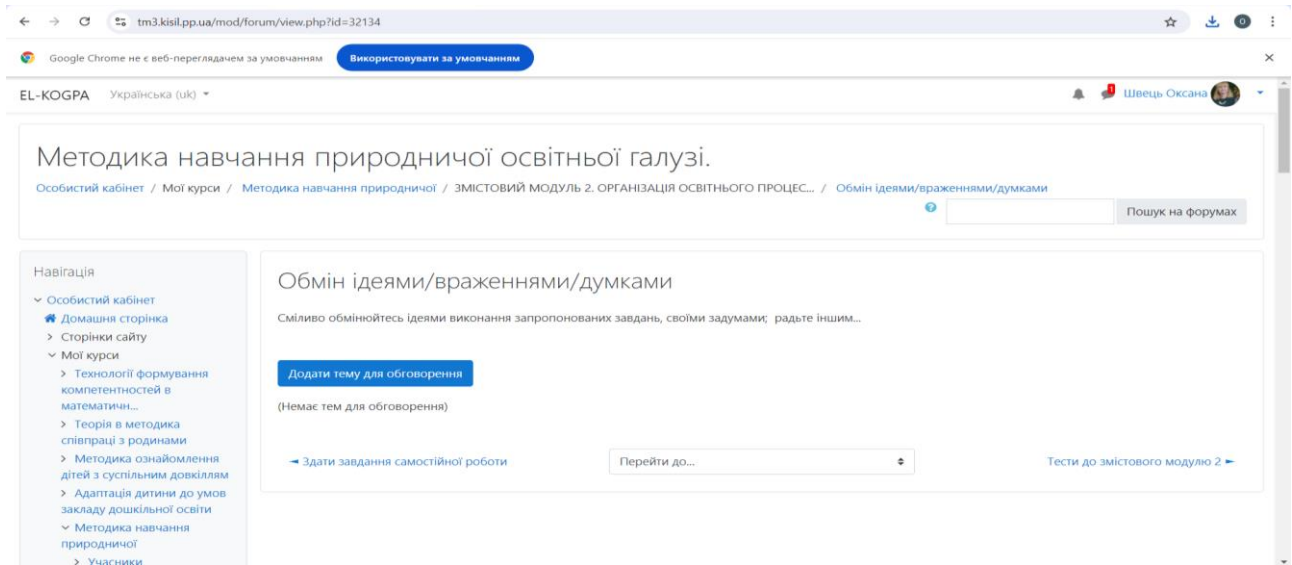 tm3.kisil.pp.ua/mod/forum/view.php?id=32134
Google Chrome не є веб-переглядачем за умовчанням
Використовувати за умовчанням
EL-KOGPA Українська (uk)
1 Швець Оксана
Методика навчання природничої освітньої галузі.
Особистий кабінет / Мої курси / Методика навчання природничої / ЗМІСТОВИЙ МОДУЛЬ 2. ОРГАНІЗАЦІЯ ОСВІТНЬОГО ПРОЦЕС... / Обмін ідеями/враженнями/думками
Пошук на форумах
Навігація
Особистий кабінет
Домашня сторінка
Сторінки сайту
Мої курси
Технології формування
компетентностей в
математичн...
Теорія в методика
співпраці з родинами
Методика ознайомлення
дітей з суспільним довкіллям
Адаптація дитини до умов
закладу дошкільної освіти
Методика навчання
природничої
Учасники
Обмін ідеями/враженнями/думками
Сміливо обмінюйтесь ідеями виконання запропонованих завдань, своїми задумами; радьте іншим...
Додати тему для обговорення
(Немає тем для обговорення)
◄ Здати завдання самостійної роботи
Перейти до...
Тести до змістового модулю 2 ►